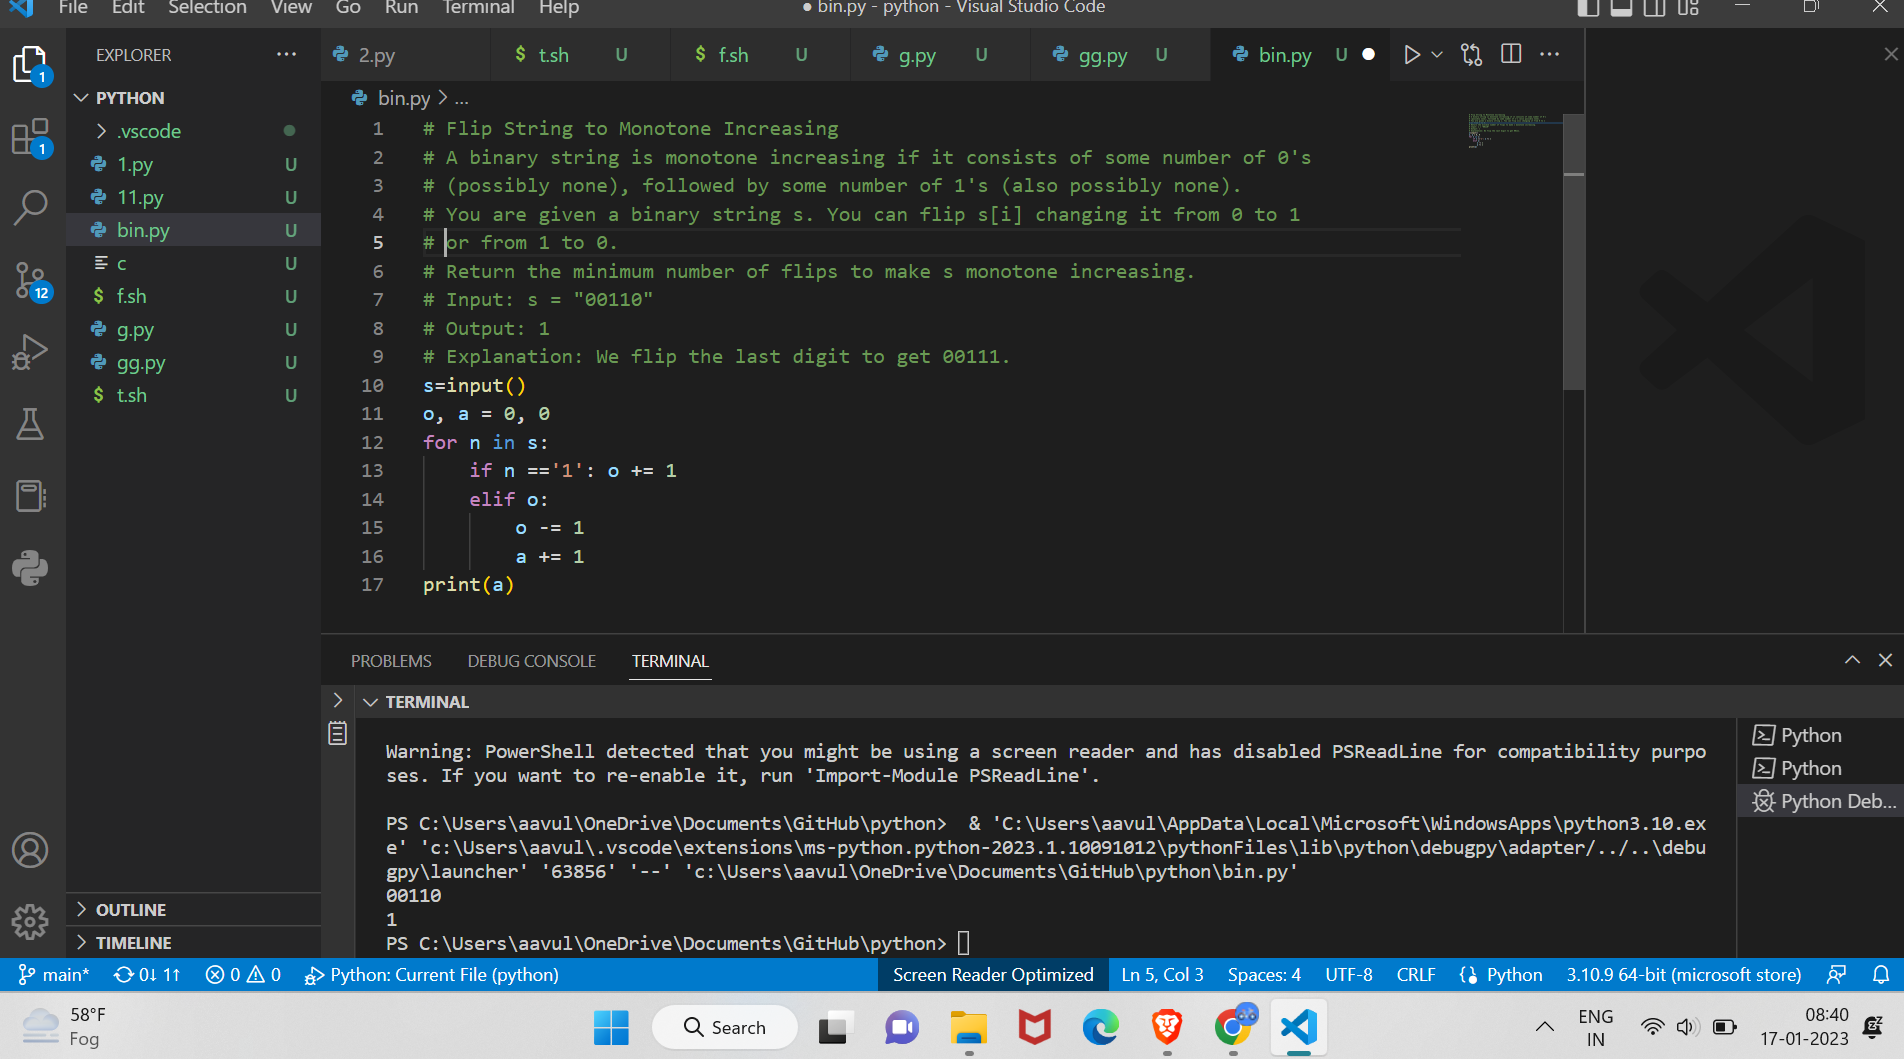 File Edit Selection View Go Run Terminal Help
● bin.py - python - Visual Studio Code
EXPLORER
2.py
$ t.sh U
$ f.sh U
g.py U
gg.py U
bin.py U
1
PYTHON
.vscode
1.py U
11.py U
bin.py U
c U
$ f.sh U
g.py U
gg.py U
$ t.sh U
1
12
OUTLINE
TIMELINE
bin.py > ...
1 # Flip String to Monotone Increasing
2 # A binary string is monotone increasing if it consists of some number of 0's
3 # (possibly none), followed by some number of 1's (also possibly none).
4 # You are given a binary string s. You can flip s[i] changing it from 0 to 1
5 # or from 1 to 0.
6 # Return the minimum number of flips to make s monotone increasing.
7 # Input: s = "00110"
8 # Output: 1
9 # Explanation: We flip the last digit to get 00111.
10 s=input()
11 o, a = 0, 0
12 for n in s:
13 if n =='1': o += 1
14 elif o:
15 o -= 1
16 a += 1
17 print(a)
PROBLEMS DEBUG CONSOLE TERMINAL
TERMINAL
Warning: PowerShell detected that you might be using a screen reader and has disabled PSReadLine for compatibility purpo
ses. If you want to re-enable it, run 'Import-Module PSReadLine'.
PS C:\Users\aavul\OneDrive\Documents\GitHub\python>  & 'C:\Users\aavul\AppData\Local\Microsoft\WindowsApps\python3.10.ex
e' 'c:\Users\aavul\.vscode\extensions\ms-python.python-2023.1.10091012\pythonFiles\lib\python\debugpy\adapter/../..\debu
gpy\launcher' '63856' '--' 'c:\Users\aavul\OneDrive\Documents\GitHub\python\bin.py'
00110
1
PS C:\Users\aavul\OneDrive\Documents\GitHub\python>
Python
Python
Python Deb...
main* 0↓ 1↑ 0 0 Python: Current File (python) Screen Reader Optimized Ln 5, Col 3 Spaces: 4 UTF-8 CRLF Python 3.10.9 64-bit (microsoft store)
58°F
Fog
Search
ENG
IN
08:40
17-01-2023